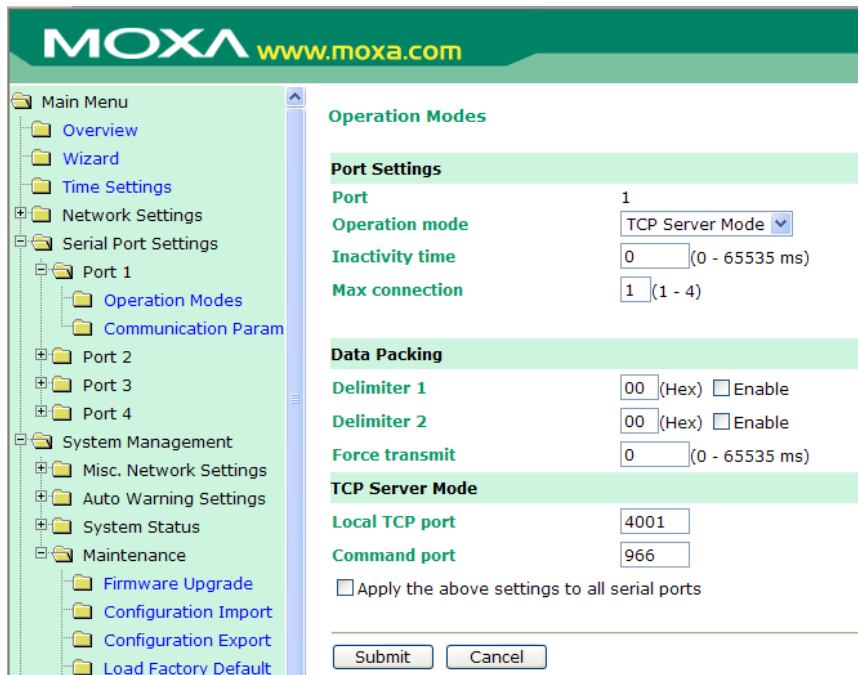 MOXA www.moxa.com
Main Menu
Overview
Wizard
Time Settings
Network Settings
Serial Port Settings
Port 1
Operation Modes
Communication Param
Port 2
Port 3
Port 4
System Management
Misc. Network Settings
Auto Warning Settings
System Status
Maintenance
Firmware Upgrade
Configuration Import
Configuration Export
Load Factory Default
Operation Modes
Port Settings
Port 1
Operation mode TCP Server Mode
Inactivity time 0 (0 - 65535 ms)
Max connection 1 (1 - 4)
Data Packing
Delimiter 1 00 (Hex) Enable
Delimiter 2 00 (Hex) Enable
Force transmit 0 (0 - 65535 ms)
TCP Server Mode
Local TCP port 4001
Command port 966
Apply the above settings to all serial ports
Submit Cancel